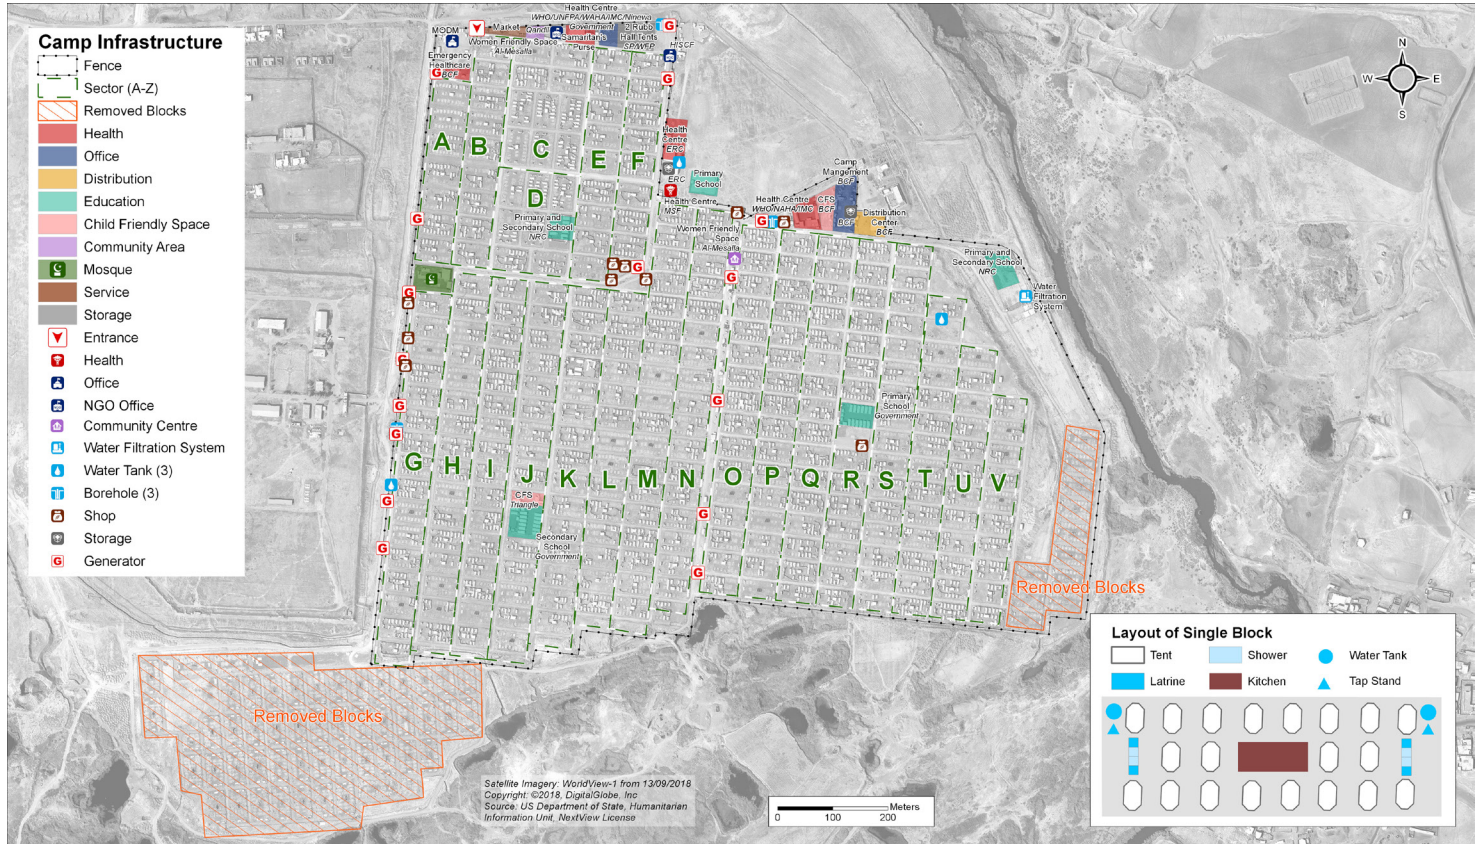 Camp Infrastructure
Fence
Sector (A-Z)
Removed Blocks
Health
Office
Distribution
Education
Child Friendly Space
Community Area
Mosque
Service
Storage
Entrance
Health
Office
NGO Office
Community Centre
Water Filtration System
Water Tank (3)
Borehole (3)
Shop
Storage
Generator
MODM
Market
Qandil
Women Friendly Space
Al-Mesalla
Health Centre
WHO/UNFPA/WAHA/IMC/Ninewa
Government
Samaritan's
Purse
2 Rubb
Hall Tents
SP/WFP
G
HISCF
Emergency
Healthcare
BCF
G
G
A
B
C
D
E
F
Health
Centre
ERC
ERC
Primary
School
Health Centre
MSF
Camp
Mangement
BCF
Health Centre
WHO/WAHA/IMC
CFS
BCF
BCF
Distribution
Center
BCF
G
G
Primary and
Secondary School
NRC
Women Friendly
Space
Al-Mesalla
G
G
G
Primary and
Secondary School
NRC
Water
Filtration
System
G
G
G
G
Primary
School
Government
G
H
I
J
K
L
M
N
O
P
Q
R
S
T
U
V
G
CFS
Triangle
Secondary
School
Government
G
G
G
Removed Blocks
Removed Blocks
N
W
E
S
Satellite Imagery: WorldView-1 from 13/09/2018
Copyright: ©2018, DigitalGlobe, Inc
Source: US Department of State, Humanitarian
Information Unit, NextView License
Meters
0 100 200
Layout of Single Block
Tent
Shower
Water Tank
Latrine
Kitchen
Tap Stand